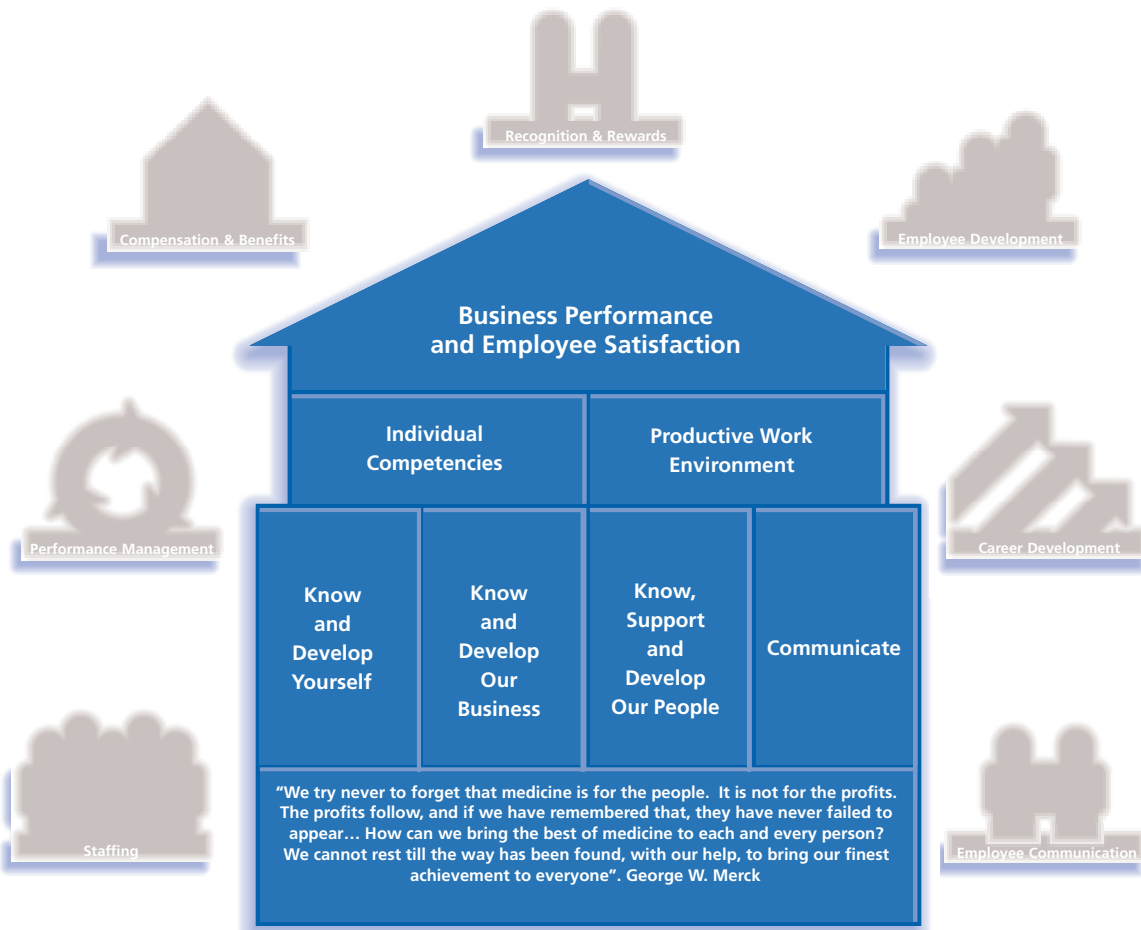 Recognition & Rewards
Compensation & Benefits
Employee Development
Business Performance
and Employee Satisfaction
Individual
Competencies
Productive Work
Environment
Performance Management
Career Development
Know
and
Develop
Yourself
Know
and
Develop
Our
Business
Know,
Support
and
Develop
Our People
Communicate
Staffing
Employee Communication
“We try never to forget that medicine is for the people.  It is not for the profits.
The profits follow, and if we have remembered that, they have never failed to
appear… How can we bring the best of medicine to each and every person?
We cannot rest till the way has been found, with our help, to bring our finest
achievement to everyone”. George W. Merck